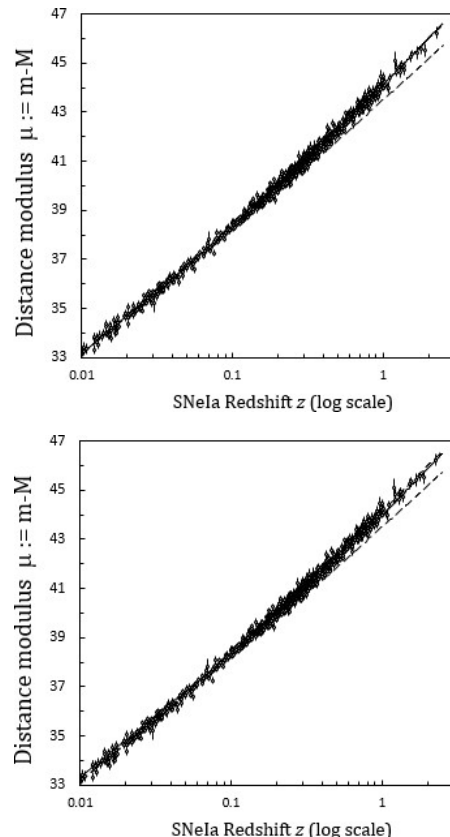 47
45
43
41
39
37
35
33
Distance modulus μ := m-M
0.01 0.1 1
SNeIa Redshift z (log scale)
47
45
43
41
39
37
35
33
Distance modulus μ := m-M
0.01 0.1 1
SNeIa Redshift z (log scale)